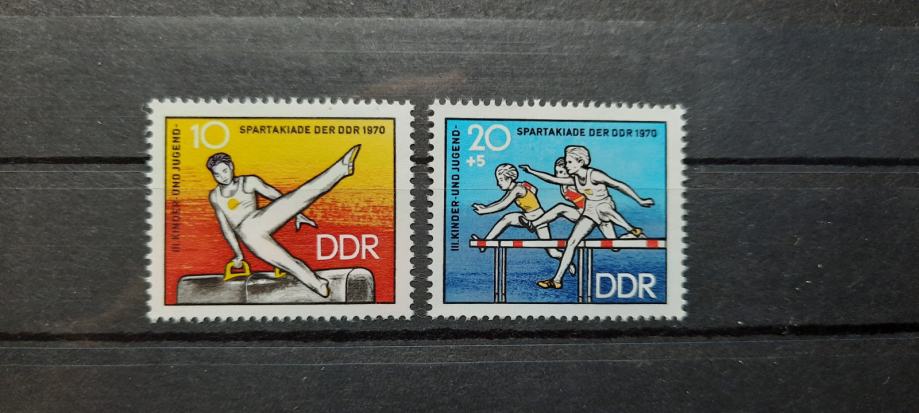 10
SPARTAKIADE DER DDR 1970
III. KINDER-UND JUGEND-
DDR
20
+5
SPARTAKIADE DER DDR 1970
III. KINDER-UND JUGEND-
DDR